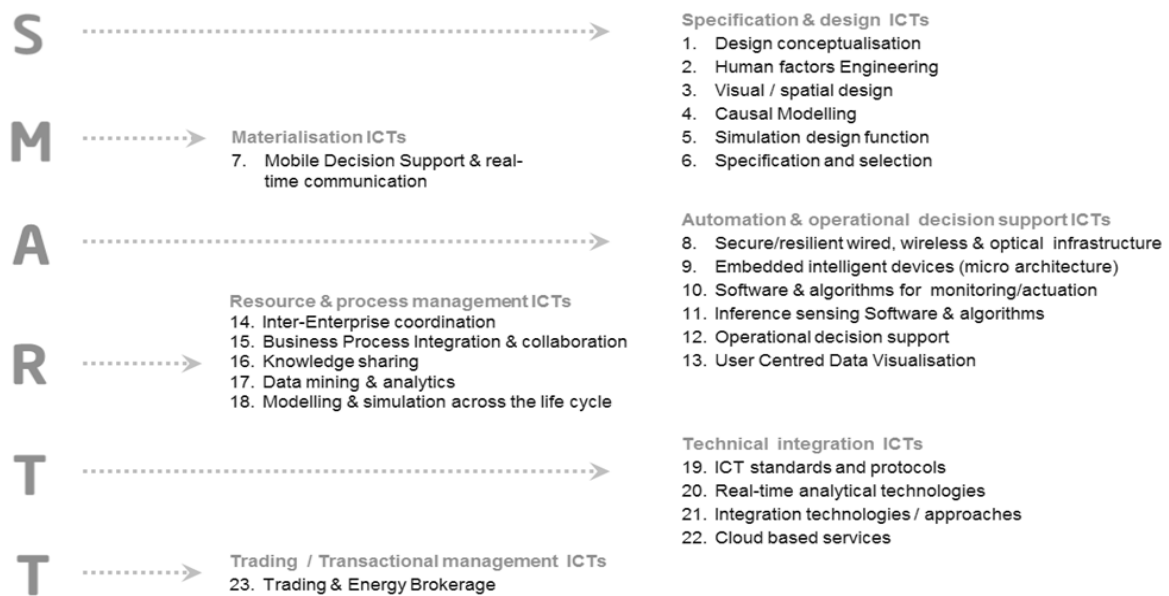 S
Specification & design ICTs
1. Design conceptualisation
2. Human factors Engineering
3. Visual / spatial design
4. Causal Modelling
5. Simulation design function
6. Specification and selection
M
Materialisation ICTs
7. Mobile Decision Support & real-
time communication
A
Automation & operational decision support ICTs
8. Secure/resilient wired, wireless & optical infrastructure
9. Embedded intelligent devices (micro architecture)
10. Software & algorithms for monitoring/actuation
11. Inference sensing Software & algorithms
12. Operational decision support
13. User Centred Data Visualisation
R
Resource & process management ICTs
14. Inter-Enterprise coordination
15. Business Process Integration & collaboration
16. Knowledge sharing
17. Data mining & analytics
18. Modelling & simulation across the life cycle
T
Technical integration ICTs
19. ICT standards and protocols
20. Real-time analytical technologies
21. Integration technologies / approaches
22. Cloud based services
T
Trading / Transactional management ICTs
23. Trading & Energy Brokerage